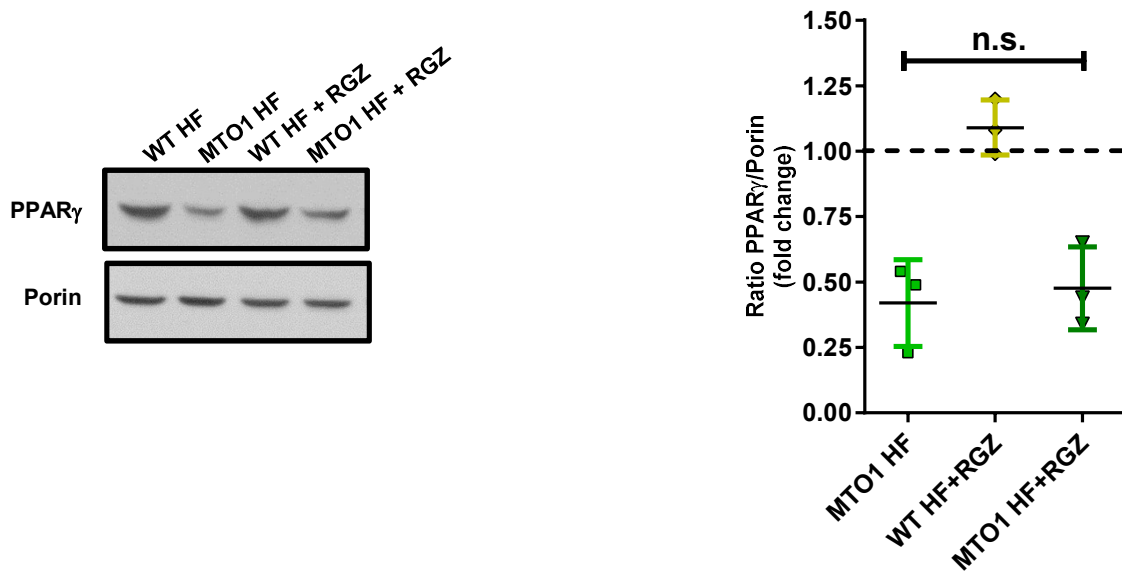 WT HF
MTO1 HF
WT HF + RGZ
MTO1 HF + RGZ
PPARγ
Porin
Ratio PPARγ/Porin
(fold change)
1.50
1.25
1.00
0.75
0.50
0.25
0.00
n.s.
MTO1 HF
WT HF+RGZ
MTO1 HF+RGZ